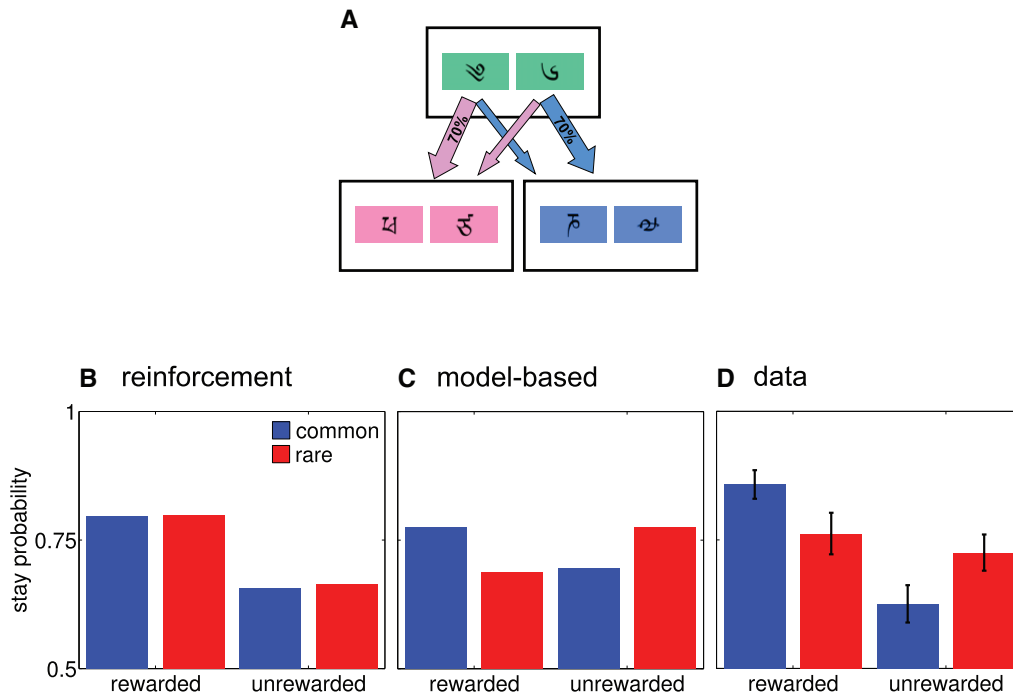 A
70%
70%
B reinforcement
C model-based
D data
common
rare
stay probability
1
0.75
0.5
rewarded unrewarded
rewarded unrewarded
rewarded unrewarded